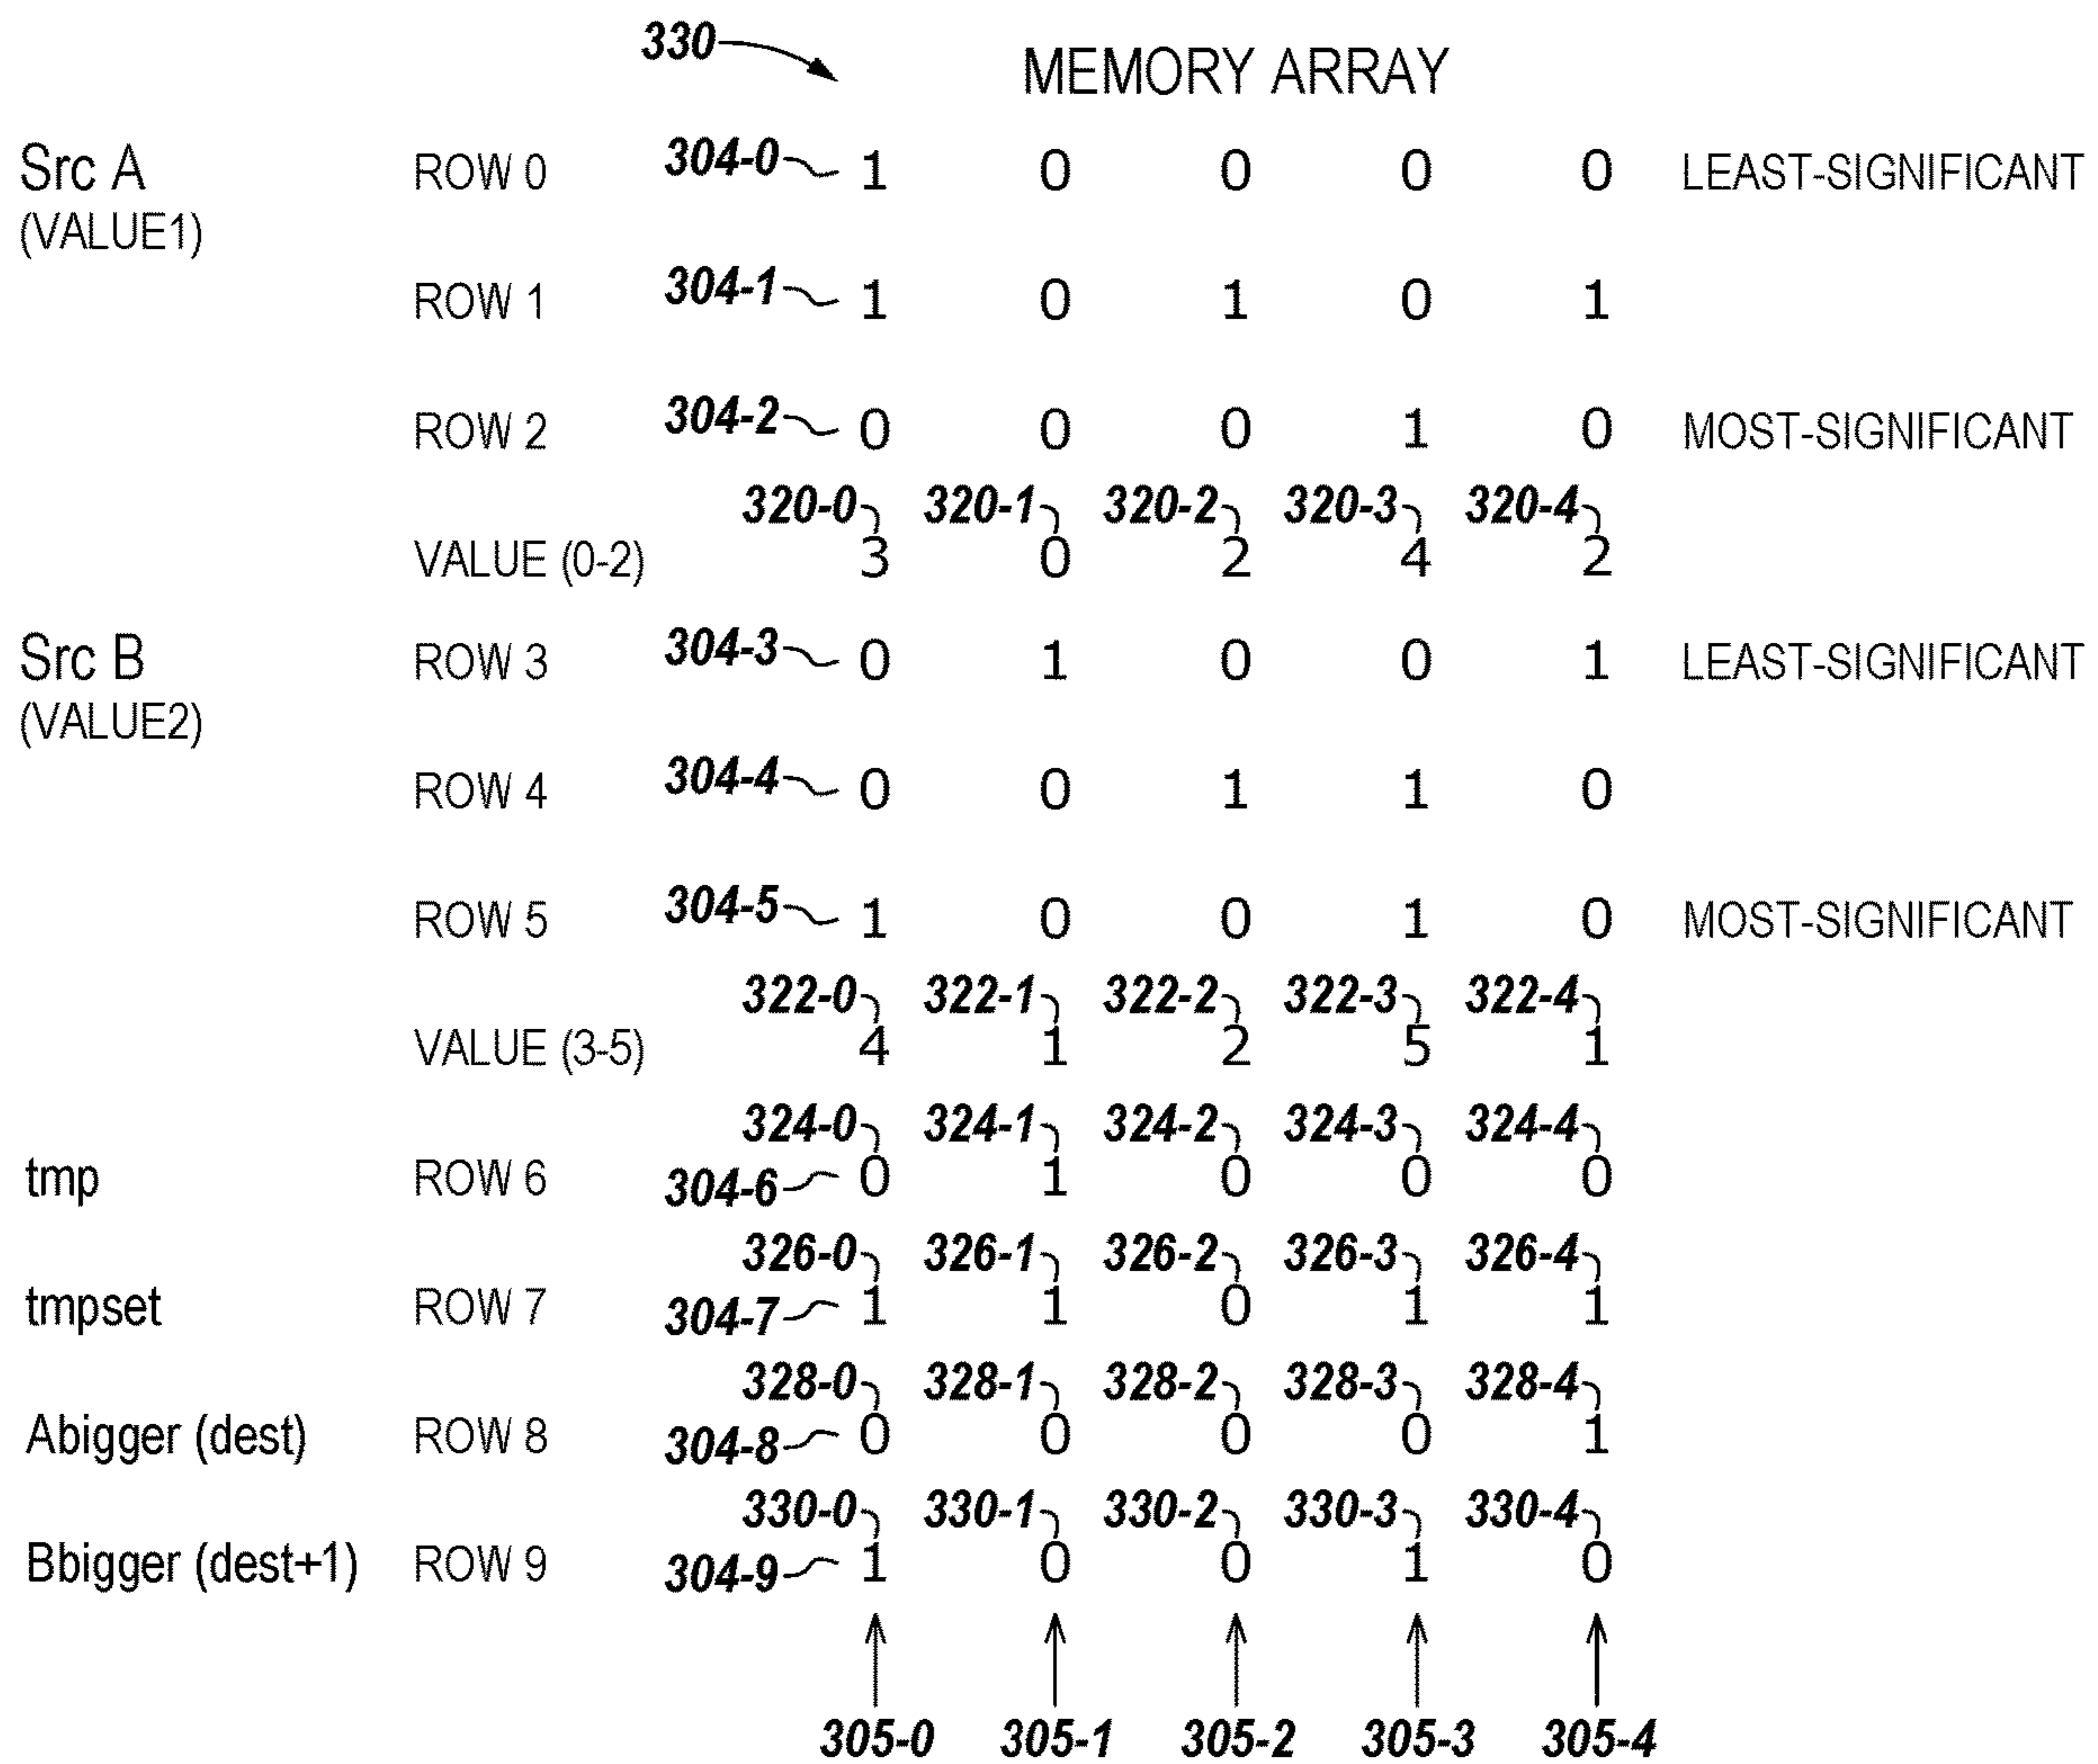 330 MEMORY ARRAY
Src A ROW 0 304-0 1 0 0 0 0 LEAST-SIGNIFICANT
(VALUE1)
ROW 1 304-1 1 0 1 0 1
ROW 2 304-2 0 0 0 1 0 MOST-SIGNIFICANT
320-0 320-1 320-2 320-3 320-4
VALUE (0-2) 3 0 2 4 2
Src B ROW 3 304-3 0 1 0 0 1 LEAST-SIGNIFICANT
(VALUE2)
ROW 4 304-4 0 0 1 1 0
ROW 5 304-5 1 0 0 1 0 MOST-SIGNIFICANT
322-0 322-1 322-2 322-3 322-4
VALUE (3-5) 4 1 2 5 1
324-0 324-1 324-2 324-3 324-4
tmp ROW 6 304-6 0 1 0 0 0
326-0 326-1 326-2 326-3 326-4
tmpset ROW 7 304-7 1 1 0 1 1
328-0 328-1 328-2 328-3 328-4
Abigger (dest) ROW 8 304-8 0 0 0 0 1
330-0 330-1 330-2 330-3 330-4
Bbigger (dest+1) ROW 9 304-9 1 0 0 1 0
305-0 305-1 305-2 305-3 305-4